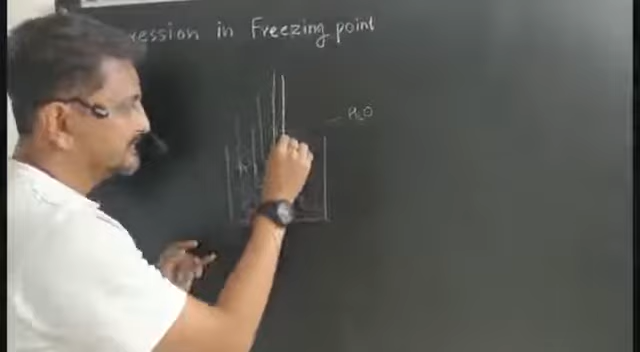 ression in Freezing point
H₂O